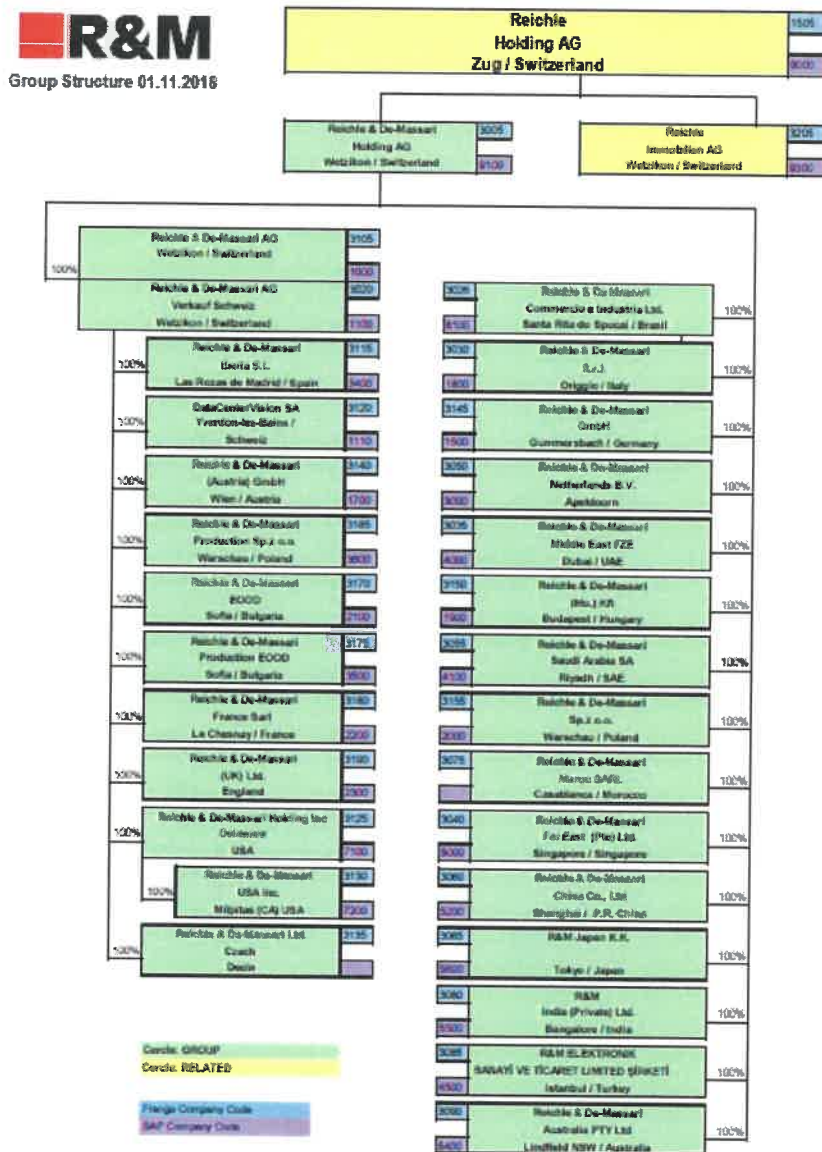 R&M
Group Structure 01.11.2018
Reichle
Holding AG
Zug / Switzerland
1505
9000
Reichle & De-Massari
Holding AG
Wetzikon / Switzerland
3005
9100
Reichle
Immobilien AG
Wetzikon / Switzerland
3205
9300
Reichle & De-Massari AG
Wetzikon / Switzerland
3105
1000
100%
Reichle & De-Massari AG
Verkauf Schweiz
Wetzikon / Switzerland
3020
1100
100%
Reichle & De-Massari
Iberia S.L.
Las Rozas de Madrid / Spain
3115
3400
100%
DataCenterVision SA
Yverdon-les-Bains /
Schweiz
3120
1110
100%
Reichle & De-Massari
(Austria) GmbH
Wien / Austria
3140
1700
100%
Reichle & De-Massari
Production Sp.z o.o.
Warschau / Poland
3165
100%
Reichle & De-Massari
EOOD
Sofia / Bulgaria
3170
2100
100%
Reichle & De-Massari
Production EOOD
Sofia / Bulgaria
3175
100%
Reichle & De-Massari
France Sarl
Le Chesnay / France
3180
2200
100%
Reichle & De-Massari
(UK) Ltd.
England
3190
2300
100%
Reichle & De-Massari Holding Inc
Delaware
USA
3125
7100
100%
Reichle & De-Massari
USA Inc.
Milpitas (CA) USA
3130
7200
100%
Reichle & De-Massari Ltd.
Czech
Decin
3135
3025
Reichle & De-Massari
Commercio e Industria Ltd.
Santa Rita do Spucai / Brasil
100%
3030
1800
Reichle & De-Massari
S.r.l.
Origgio / Italy
100%
3145
1500
Reichle & De-Massari
GmbH
Gummersbach / Germany
100%
3050
Reichle & De-Massari
Netherlands B.V.
Apeldoorn
100%
3035
4000
Reichle & De-Massari
Middle East FZE
Dubai / UAE
100%
3150
1900
Reichle & De-Massari
Kft
Budapest / Hungary
100%
3055
4100
Reichle & De-Massari
Saudi Arabia SA
Riyadh / SAE
100%
3155
2000
Reichle & De-Massari
Sp.z o.o.
Warschau / Poland
100%
3075
Reichle & De-Massari
Maroc SARL
Casablanca / Morocco
100%
3040
5000
Reichle & De-Massari
Far East (Pte) Ltd.
Singapore / Singapore
100%
3060
5200
Reichle & De-Massari
China Co., Ltd
Shanghai / P.R. China
100%
3065
R&M Japan K.K.
Tokyo / Japan
100%
3080
5500
R&M
India (Private) Ltd.
Bangalore / India
100%
3085
4500
R&M ELEKTRONIK
SANAYİ VE TİCARET LIMITED ŞİRKETİ
Istanbul / Turkey
100%
3090
5400
Reichle & De-Massari
Australia PTY Ltd
Lindfield NSW / Australia
100%
Cercle: GROUP
Cercle: RELATED
Frango Company Code
SAP Company Code